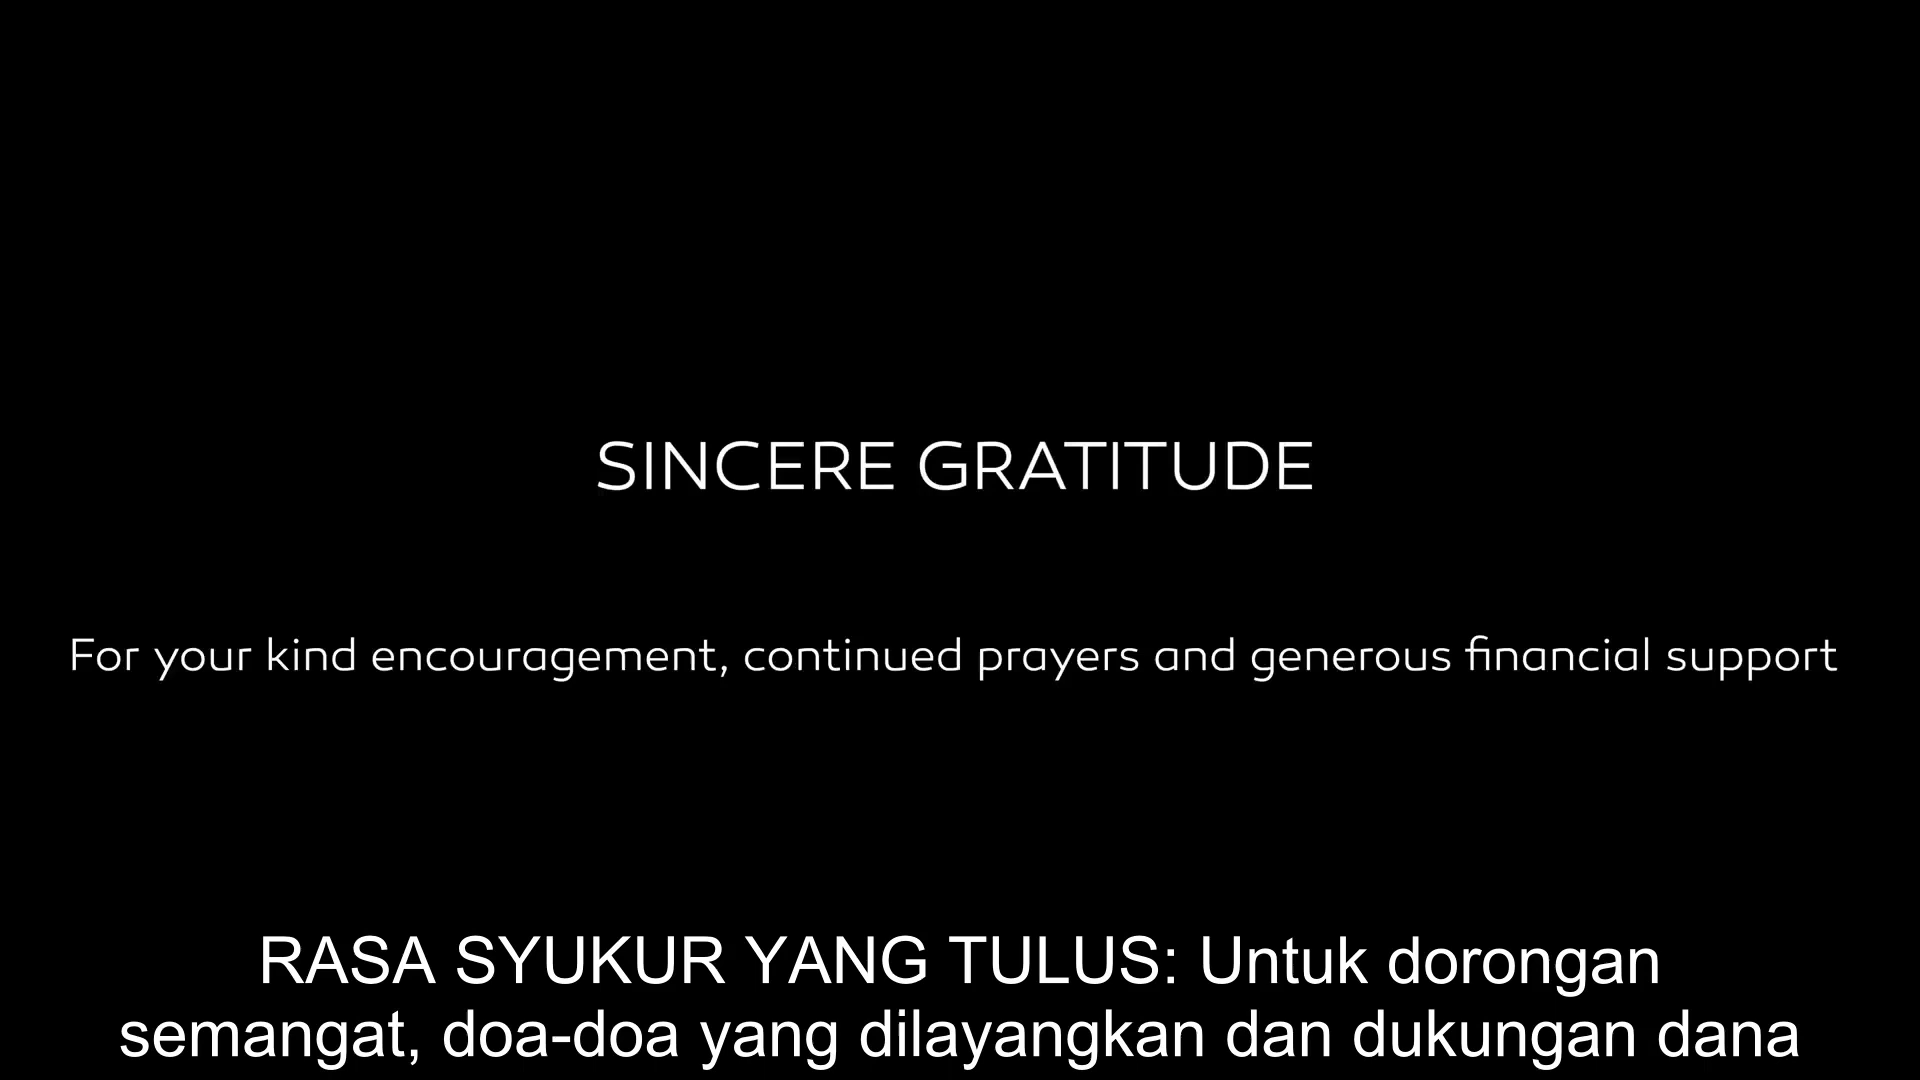 SINCERE GRATITUDE
For your kind encouragement, continued prayers and generous financial support
RASA SYUKUR YANG TULUS: Untuk dorongan
semangat, doa-doa yang dilayangkan dan dukungan dana